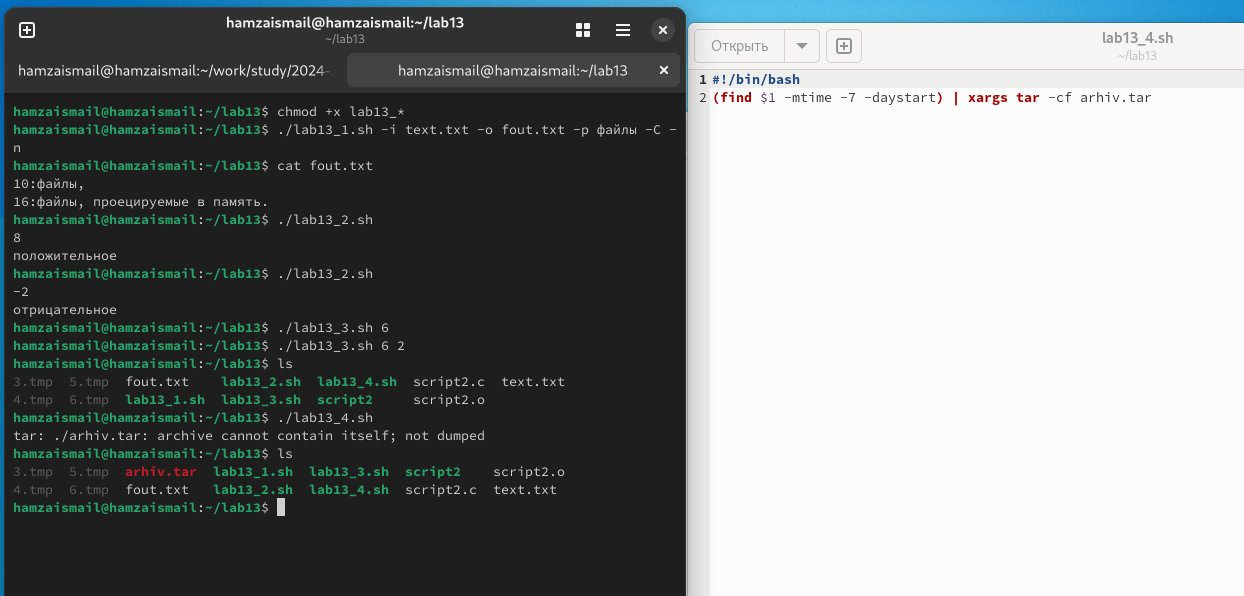 hamzaismail@hamzaismail:~/lab13
~/lab13
hamzaismail@hamzaismail:~/work/study/2024-
hamzaismail@hamzaismail:~/lab13
hamzaismail@hamzaismail:~/lab13$ chmod +x lab13_*
hamzaismail@hamzaismail:~/lab13$ ./lab13_1.sh -i text.txt -o fout.txt -p файлы -C -
n
hamzaismail@hamzaismail:~/lab13$ cat fout.txt
10:файлы,
16:файлы, проецируемые в память.
hamzaismail@hamzaismail:~/lab13$ ./lab13_2.sh
8
положительное
hamzaismail@hamzaismail:~/lab13$ ./lab13_2.sh
-2
отрицательное
hamzaismail@hamzaismail:~/lab13$ ./lab13_3.sh 6
hamzaismail@hamzaismail:~/lab13$ ./lab13_3.sh 6 2
hamzaismail@hamzaismail:~/lab13$ ls
3.tmp 5.tmp fout.txt lab13_2.sh lab13_4.sh script2.c text.txt
4.tmp 6.tmp lab13_1.sh lab13_3.sh script2 script2.o
hamzaismail@hamzaismail:~/lab13$ ./lab13_4.sh
tar: ./arhiv.tar: archive cannot contain itself; not dumped
hamzaismail@hamzaismail:~/lab13$ ls
3.tmp 5.tmp arhiv.tar lab13_1.sh lab13_3.sh script2 script2.o
4.tmp 6.tmp fout.txt lab13_2.sh lab13_4.sh script2.c text.txt
hamzaismail@hamzaismail:~/lab13$
Открыть
lab13_4.sh
~/lab13
1 #!/bin/bash
2 (find $1 -mtime -7 -daystart) | xargs tar -cf arhiv.tar